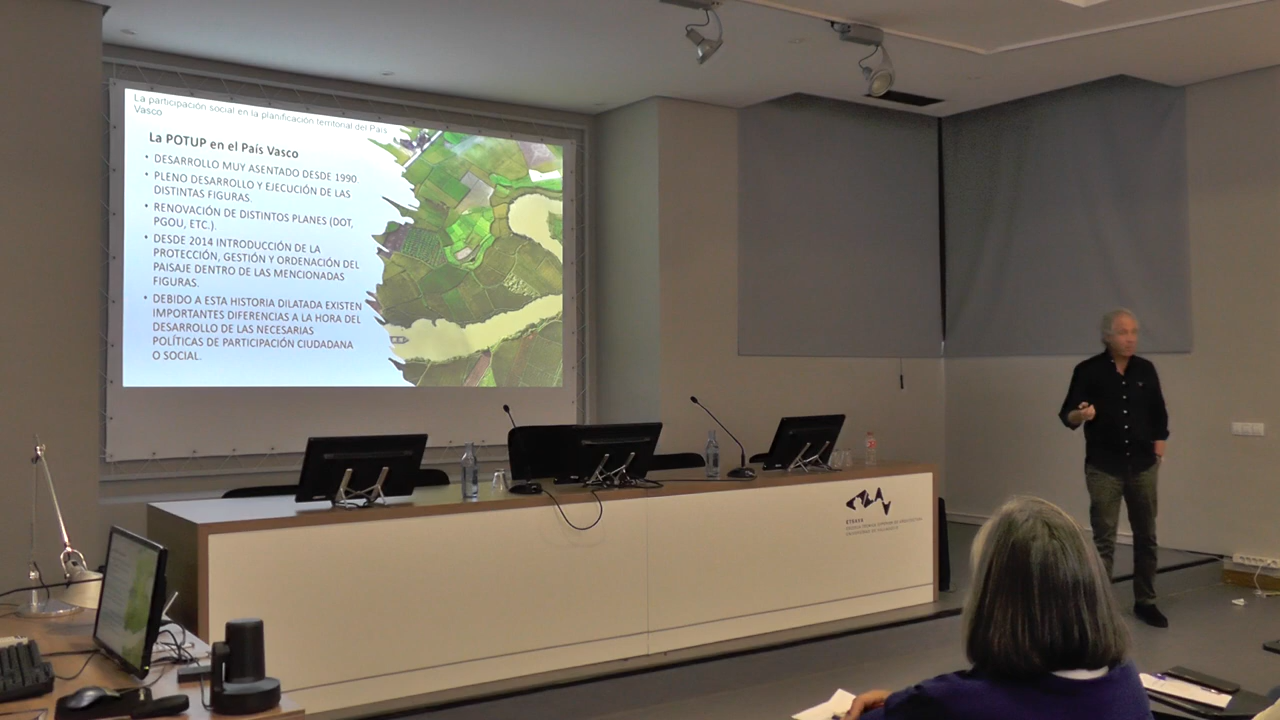 La participación social en la planificación territorial del País
Vasco
La POTUP en el País Vasco
• DESARROLLO MUY ASENTADO DESDE 1990
• PLENO DESARROLLO Y EJECUCIÓN DE LAS
DISTINTAS FIGURAS.
• RENOVACIÓN DE DISTINTOS PLANES (DOT,
PGOU, ETC.).
• DESDE 2014 INTRODUCCIÓN DE LA
PROTECCIÓN, GESTIÓN Y ORDENACIÓN DEL
PAISAJE DENTRO DE LAS MENCIONADAS
FIGURAS.
• DEBIDO A ESTA HISTORIA DILATADA EXISTEN
IMPORTANTES DIFERENCIAS A LA HORA DEL
DESARROLLO DE LAS NECESARIAS
POLÍTICAS DE PARTICIPACIÓN CIUDADANA
O SOCIAL.